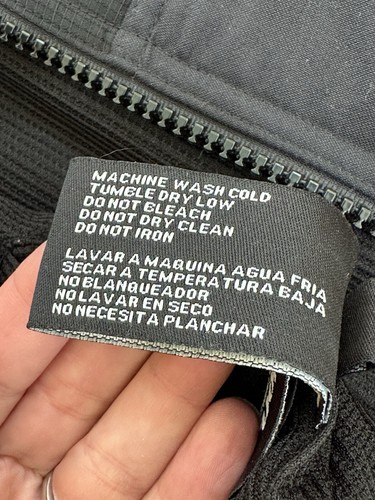 MACHINE WASH COLD
TUMBLE DRY LOW
DO NOT BLEACH
DO NOT DRY CLEAN
DO NOT IRON
LAVAR A MAQUINA AGUA FRIA
SECAR A TEMPERATURA BAJA
NO BLANQUEADOR
NO LAVAR EN SECO
NO NECESITA PLANCHAR